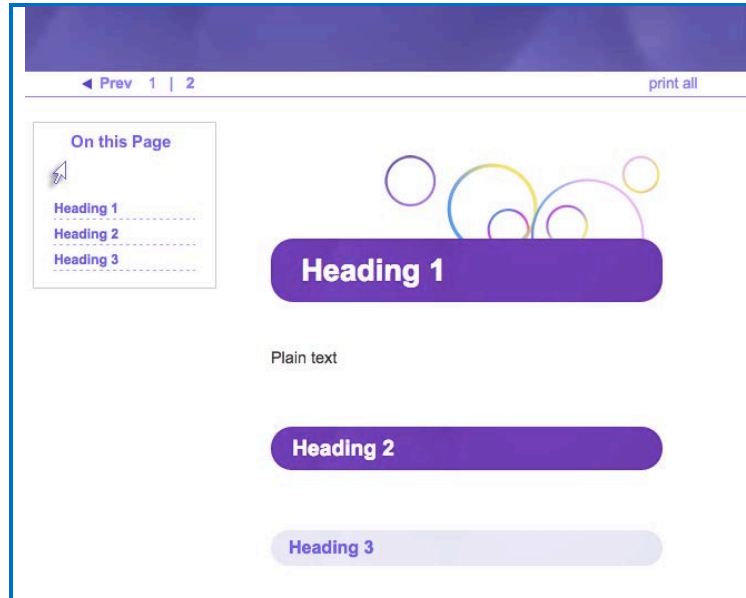 ◄ Prev 1 | 2
print all
On this Page
Heading 1
Heading 2
Heading 3
Heading 1
Plain text
Heading 2
Heading 3